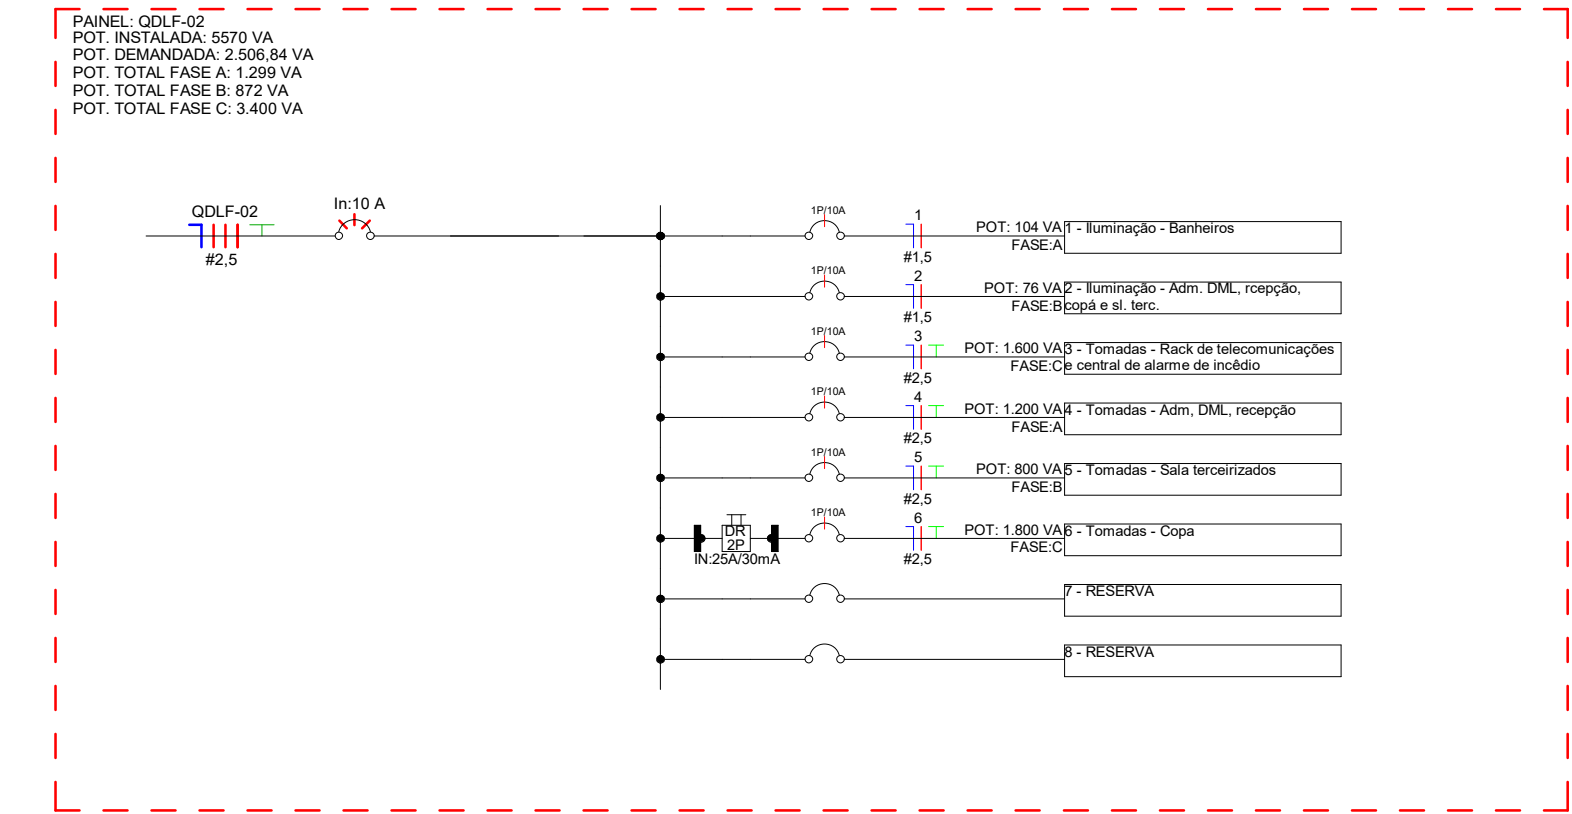 PAINEL: QDLF-02
POT. INSTALADA: 5570 VA
POT. DEMANDADA: 2.506,84 VA
POT. TOTAL FASE A: 1.299 VA
POT. TOTAL FASE B: 872 VA
POT. TOTAL FASE C: 3.400 VA
QDLF-02
#2,5
In:10 A
1P/10A
1
#1,5
POT: 104 VA
FASE:A
1 - Iluminação - Banheiros
1P/10A
2
#1,5
POT: 76 VA
FASE:B
2 - Iluminação - Adm. DML, rcepção,
copá e sl. terc.
1P/10A
3
#2,5
POT: 1.600 VA
FASE:C
3 - Tomadas - Rack de telecomunicações
e central de alarme de incêdio
1P/10A
4
#2,5
POT: 1.200 VA
FASE:A
4 - Tomadas - Adm, DML, recepção
1P/10A
5
#2,5
POT: 800 VA
FASE:B
5 - Tomadas - Sala terceirizados
DR
2P
IN:25A/30mA
1P/10A
6
#2,5
POT: 1.800 VA
FASE:C
6 - Tomadas - Copa
7 - RESERVA
8 - RESERVA